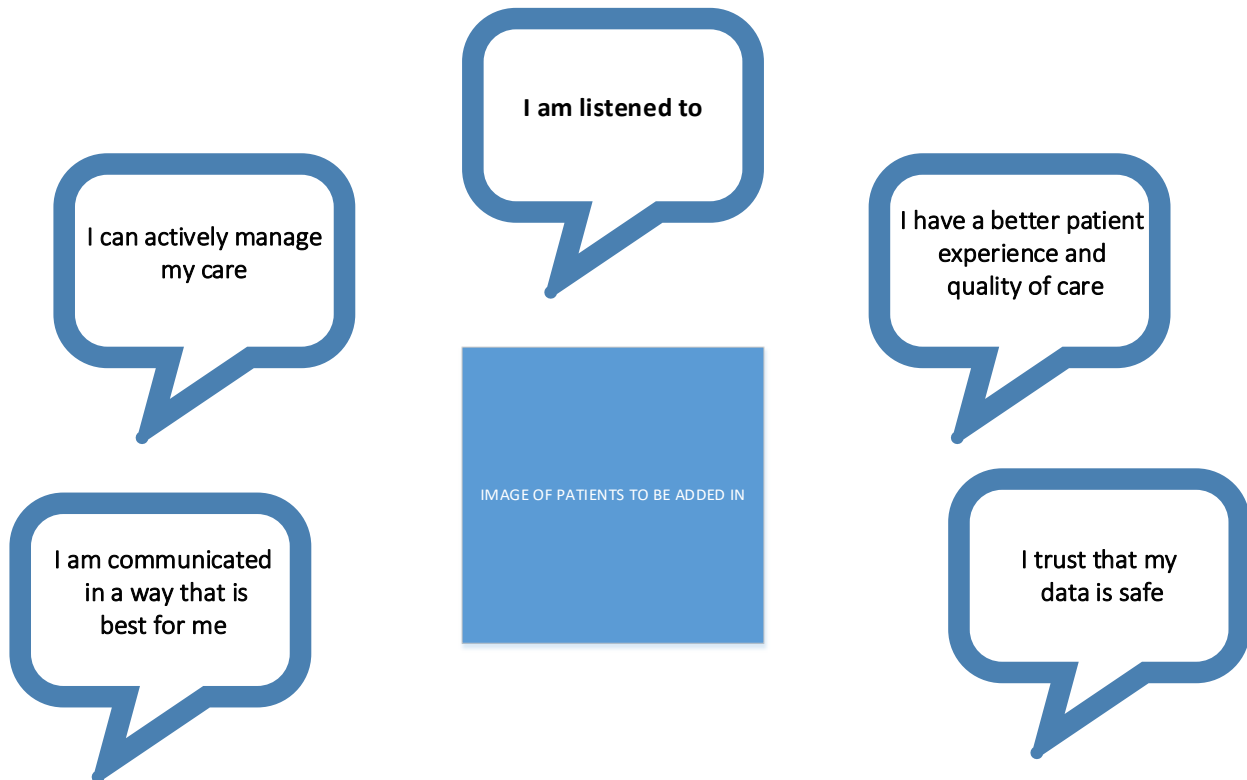 I am listened to
I can actively manage
my care
I have a better patient
experience and
quality of care
IMAGE OF PATIENTS TO BE ADDED IN
I am communicated
in a way that is
best for me
I trust that my
data is safe